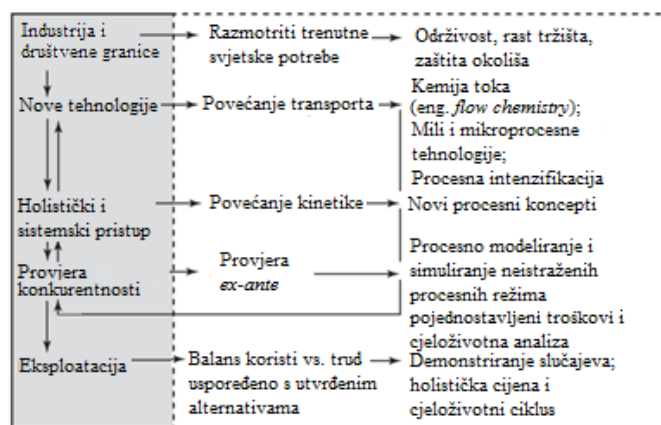 Industrija i
društvene granice
Razmotriti trenutne
svjetske potrebe
Održivost, rast tržišta,
zaštita okoliša
Nove tehnologije
Povećanje transporta
Kemija toka
(eng. flow chemistry);
Mili i mikroprocesne
tehnologije;
Procesna intenzifikacija
Holistički i
sistemski pristup
Povećanje kinetike
Novi procesni koncepti
Provjera
konkurentnosti
Provjera
ex-ante
Procesno modeliranje i
simuliranje neistraženih
procesnih režima
pojednostavljeni troškovi i
cjeloživotna analiza
Eksploatacija
Balans koristi vs. trud
uspoređeno s utvrđenim
alternativama
Demonstriranje slučajeva;
holistička cijena i
cjeloživotni ciklus